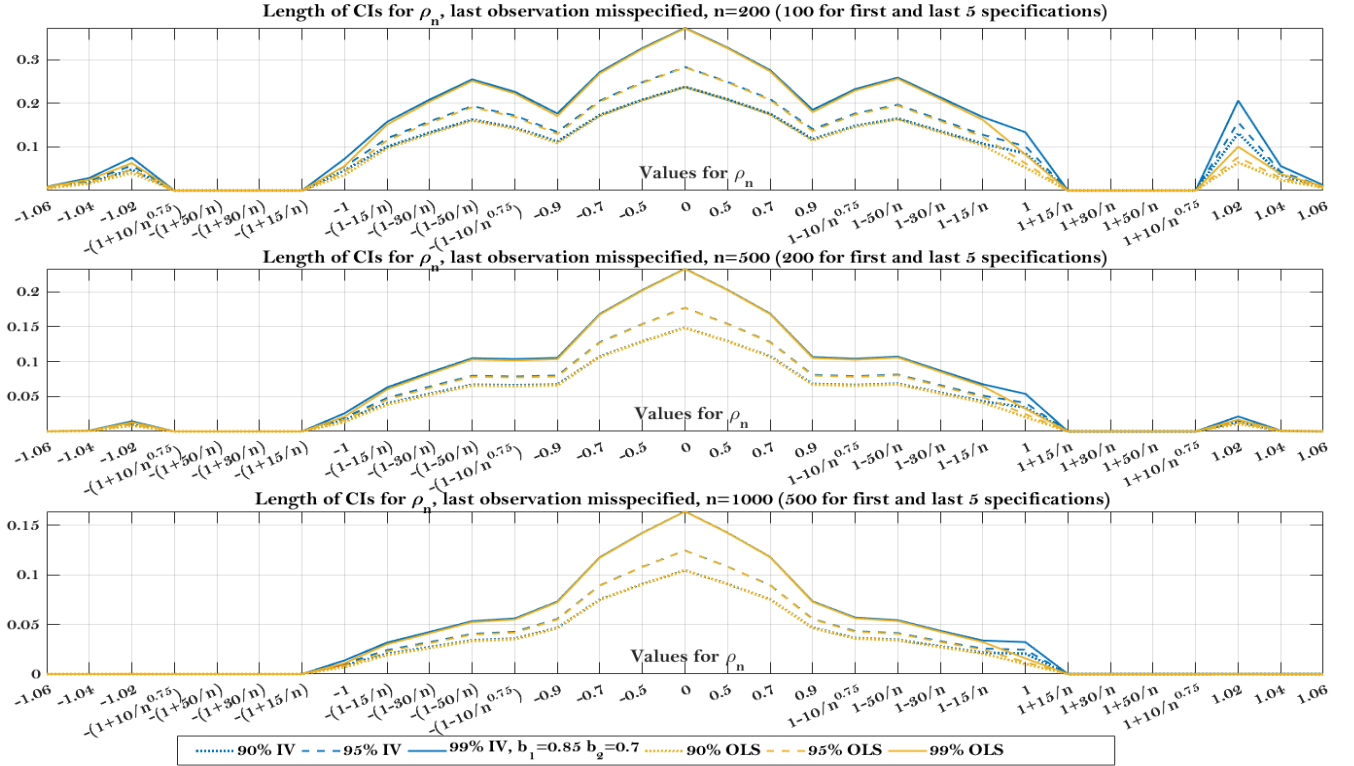 Length of CIs for ρn, last observation misspecified, n=200 (100 for first and last 5 specifications)
0.3
0.2
0.1
Values for ρn
-1.06 -1.04 -1.02 -(1+10/n^0.75) -(1+50/n) -(1+30/n) -(1+15/n) -1 -(1-15/n) -(1-30/n) -(1-50/n) -(1-10/n^0.75) -0.9 -0.7 -0.5 0 0.5 0.7 0.9 1-10/n^0.75 1-50/n 1-30/n 1-15/n 1 1+15/n 1+30/n 1+50/n 1+10/n^0.75 1.02 1.04 1.06
Length of CIs for ρn, last observation misspecified, n=500 (200 for first and last 5 specifications)
0.2
0.15
0.1
0.05
Values for ρn
-1.06 -1.04 -1.02 -(1+10/n^0.75) -(1+50/n) -(1+30/n) -(1+15/n) -1 -(1-15/n) -(1-30/n) -(1-50/n) -(1-10/n^0.75) -0.9 -0.7 -0.5 0 0.5 0.7 0.9 1-10/n^0.75 1-50/n 1-30/n 1-15/n 1 1+15/n 1+30/n 1+50/n 1+10/n^0.75 1.02 1.04 1.06
Length of CIs for ρn, last observation misspecified, n=1000 (500 for first and last 5 specifications)
0.15
0.1
0.05
0
Values for ρn
-1.06 -1.04 -1.02 -(1+10/n^0.75) -(1+50/n) -(1+30/n) -(1+15/n) -1 -(1-15/n) -(1-30/n) -(1-50/n) -(1-10/n^0.75) -0.9 -0.7 -0.5 0 0.5 0.7 0.9 1-10/n^0.75 1-50/n 1-30/n 1-15/n 1 1+15/n 1+30/n 1+50/n 1+10/n^0.75 1.02 1.04 1.06
90% IV 95% IV 99% IV, b1=0.85 b2=0.7 90% OLS 95% OLS 99% OLS